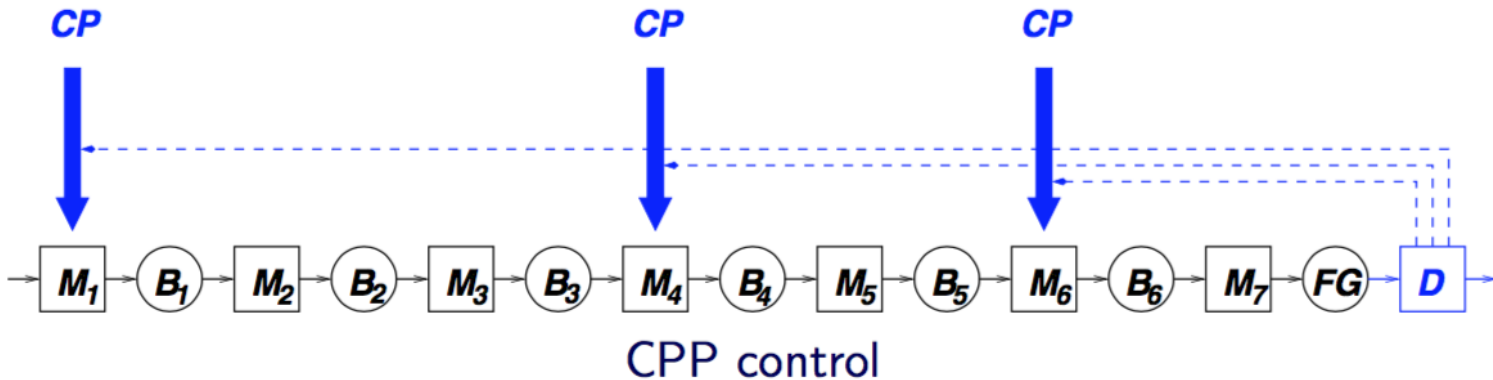 CP CP CP
M1 B1 M2 B2 M3 B3 M4 B4 M5 B5 M6 B6 M7 FG D
CPP control